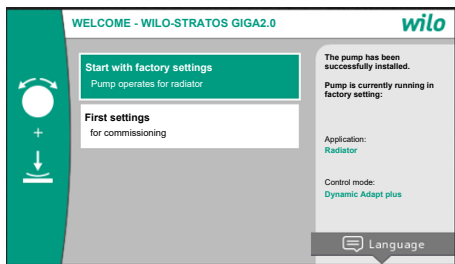 WELCOME - WILO-STRATOS GIGA2.0
wilo
Start with factory settings
Pump operates for radiator
First settings
for commissioning
+
The pump has been
successfully installed.
Pump is currently running in
factory setting:
Application:
Radiator
Control mode:
Dynamic Adapt plus
Language